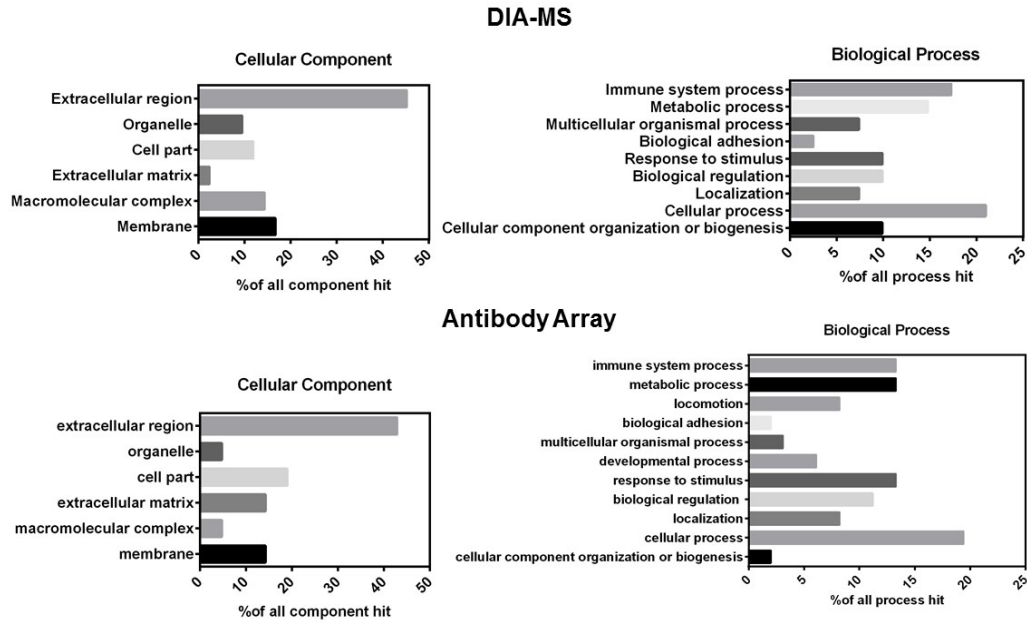 DIA-MS
Cellular Component
Extracellular region
Organelle
Cell part
Extracellular matrix
Macromolecular complex
Membrane
0 10 20 30 40 50
%of all component hit
Biological Process
Immune system process
Metabolic process
Multicellular organismal process
Biological adhesion
Response to stimulus
Biological regulation
Localization
Cellular process
Cellular component organization or biogenesis
0 5 10 15 20 25
%of all process hit
Antibody Array
Cellular Component
extracellular region
organelle
cell part
extracellular matrix
macromolecular complex
membrane
0 10 20 30 40 50
%of all component hit
Biological Process
immune system process
metabolic process
locomotion
biological adhesion
multicellular organismal process
developmental process
response to stimulus
biological regulation
localization
cellular process
cellular component organization or biogenesis
0 5 10 15 20 25
%of all process hit